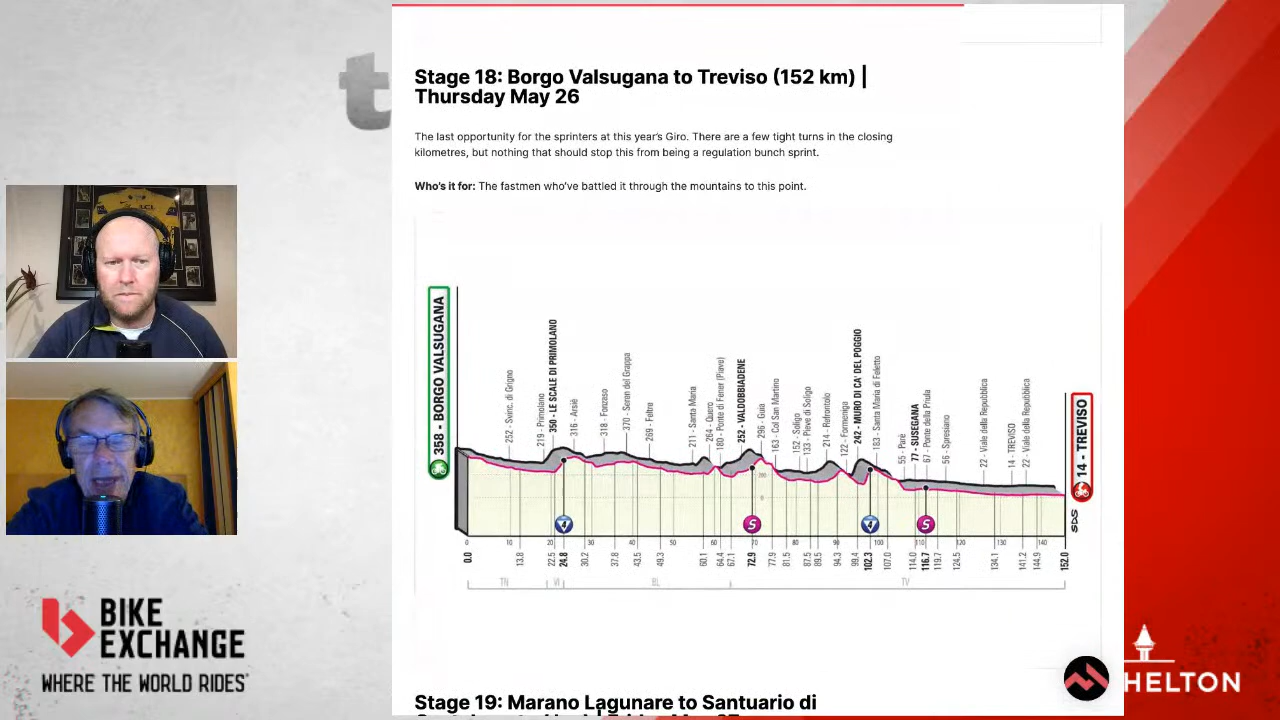 t
Stage 18: Borgo Valsugana to Treviso (152 km) |
Thursday May 26
The last opportunity for the sprinters at this year's Giro. There are a few tight turns in the closing
kilometres, but nothing that should stop this from being a regulation bunch sprint.
Who's it for: The fastmen who've battled it through the mountains to this point.
358 - BORGO VALSUGANA
252 - Svinc. di Grigno
219 - Primolano
350 - LE SCALE DI PRIMOLANO
316 - Arsiè
318 - Fonzaso
370 - Seren del Grappa
269 - Feltre
211 - Santa Maria
264 - Quero
180 - Ponte di Fener (Piave)
252 - VALDOBBIADENE
296 - Guia
163 - Col San Martino
152 - Soligo
133 - Pieve di Soligo
214 - Refrontolo
122 - Formeniga
242 - MURO DI CA' DEL POGGIO
183 - Santa Maria di Feletto
55 - Parè
77 - SUSEGANA
67 - Ponte della Priula
56 - Spresiano
22 - Viale della Repubblica
14 - TREVISO
22 - Viale della Repubblica
14 - TREVISO
200
0
4 S 4 S
SDS
0 10 20 30 40 50 60 70 80 90 100 110 120 130 140
0.0 13.8 22.5 24.8 30.2 37.8 43.5 49.3 60.1 64.4 67.1 72.9 77.9 81.5 87.5 89.5 94.3 99.4 102.3 107.0 114.0 116.7 119.7 124.5 134.1 141.2 144.9 152.0
TN VI BL TV
Stage 19: Marano Lagunare to Santuario di
UCL
BIKE
EXCHANGE
WHERE THE WORLD RIDES
HELTON